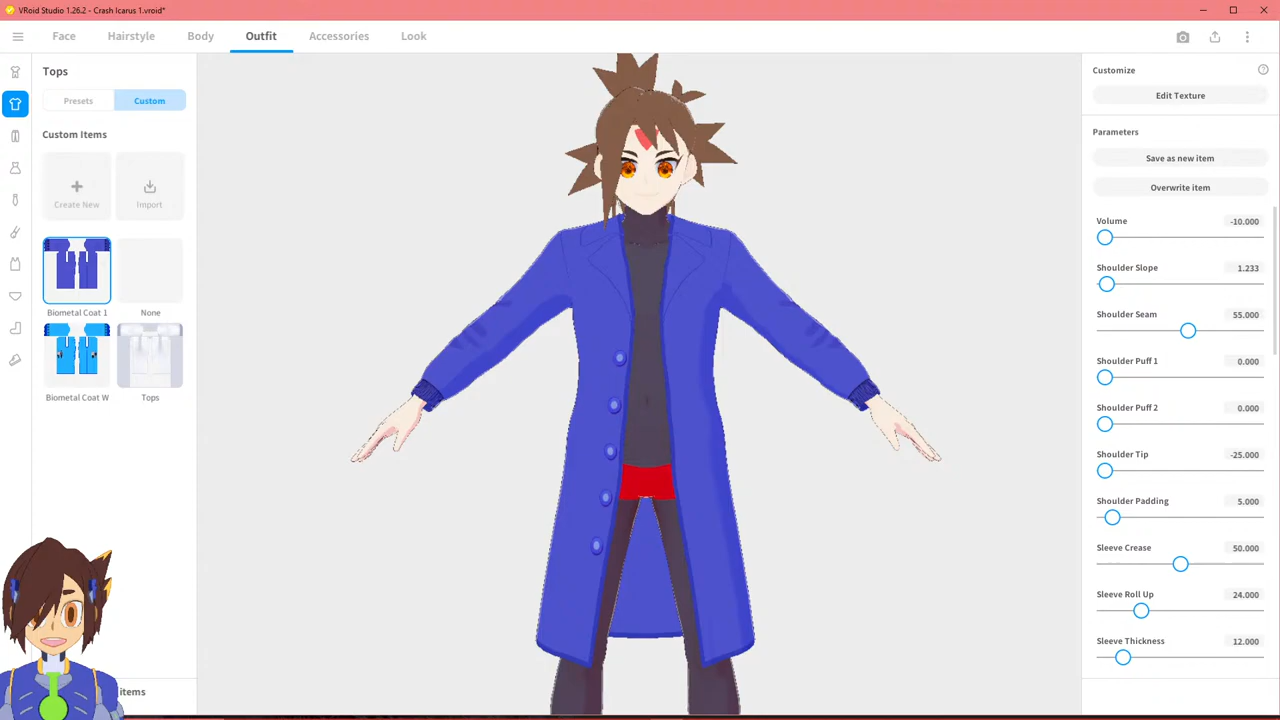 VRoid Studio 1.26.2 - Crash Icarus 1.vroid*
Face Hairstyle Body Outfit Accessories Look
Tops
Presets Custom
Custom Items
Create New Import
Biometal Coat 1 None
Biometal Coat W Tops
items
Customize
Edit Texture
Parameters
Save as new item
Overwrite item
Volume -10.000
Shoulder Slope 1.233
Shoulder Seam 55.000
Shoulder Puff 1 0.000
Shoulder Puff 2 0.000
Shoulder Tip -25.000
Shoulder Padding 5.000
Sleeve Crease 50.000
Sleeve Roll Up 24.000
Sleeve Thickness 12.000